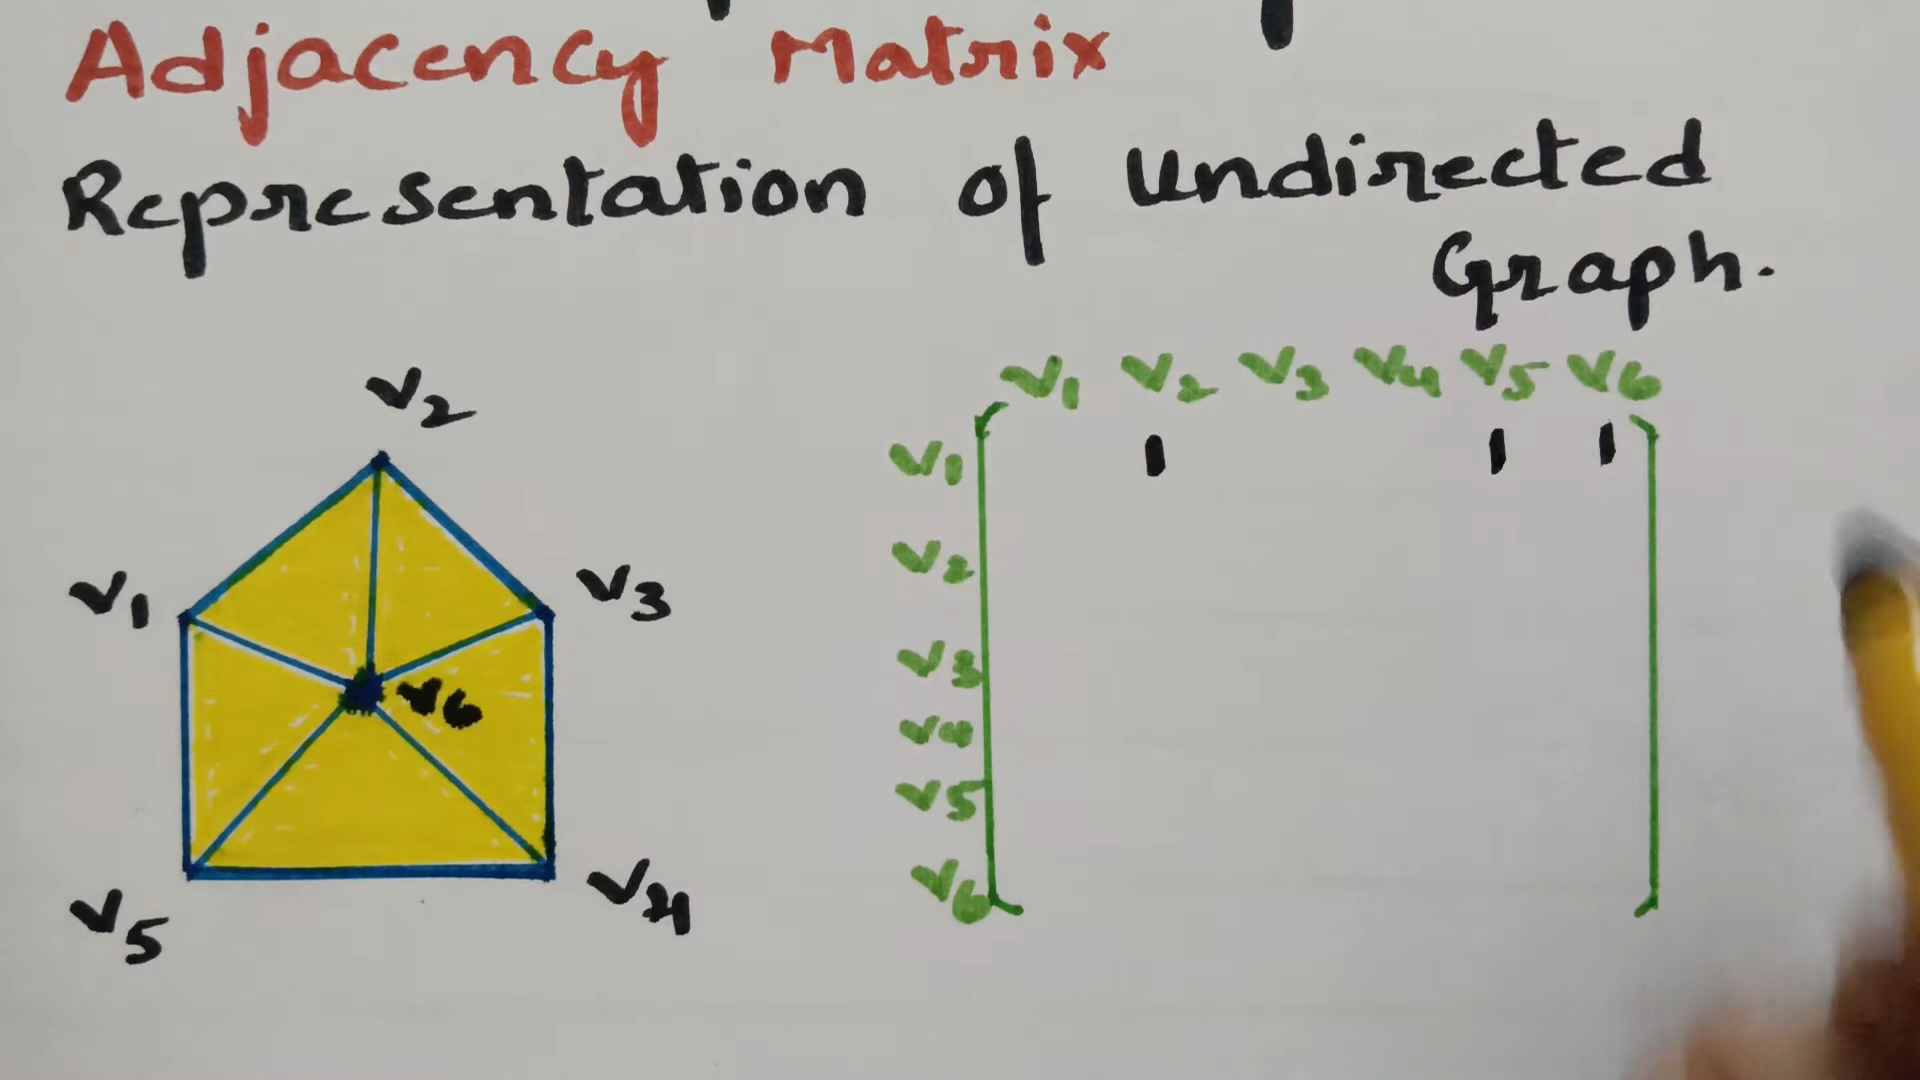 Adjacency Matrix
Representation of Undirected
Graph.
V1 V2 V3 V4 V5 V6
V1 1 1 1
V2
V3
V4
V5
V6
V2
V1 V3
V6
V5 V4